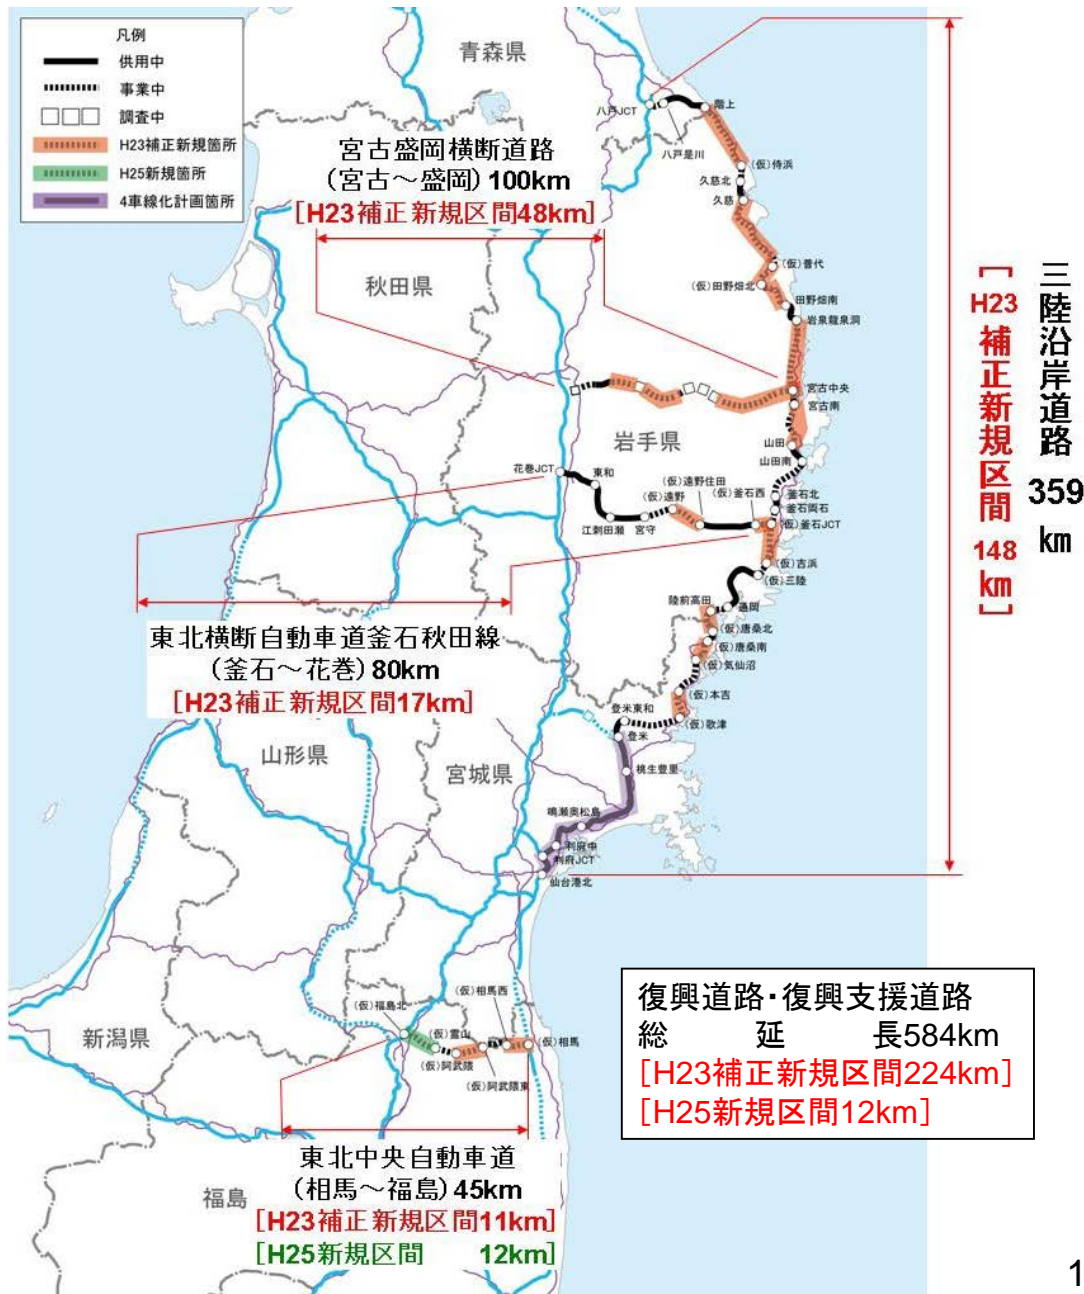 凡例
供用中
事業中
調査中
H23補正新規箇所
H25新規箇所
4車線化計画箇所
青森県
八戸JCT
階上
八戸是川
(仮)侍浜
久慈北
久慈
宮古盛岡横断道路
(宮古～盛岡)100km
[H23補正新規区間48km]
秋田県
(仮)普代
(仮)田野畑北
田野畑南
岩泉龍泉洞
宮古中央
宮古南
岩手県
山田
山田南
花巻JCT
東和
(仮)遠野住田
(仮)遠野
(仮)釜石西
釜石北
釜石両石
(仮)釜石JCT
江刺田瀬
宮守
(仮)吉浜
(仮)三陸
陸前高田
通岡
(仮)唐桑北
(仮)唐桑南
(仮)気仙沼
(仮)本吉
(仮)歌津
三陸沿岸道路 359km
[H23補正新規区間 148km]
東北横断自動車道釜石秋田線
(釜石～花巻)80km
[H23補正新規区間17km]
登米東和
登米
山形県
宮城県
桃生豊里
鳴瀬奥松島
利府中
利府JCT
仙台港北
(仮)福島北
(仮)相馬西
(仮)霊山
(仮)相馬
(仮)阿武隈
(仮)阿武隈東
新潟県
復興道路・復興支援道路
総延長584km
[H23補正新規区間224km]
[H25新規区間12km]
東北中央自動車道
(相馬～福島)45km
福島
[H23補正新規区間11km]
[H25新規区間 12km]
1